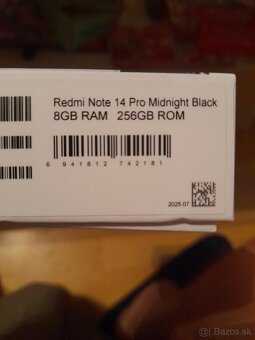 Redmi Note 14 Pro Midnight Black
8GB RAM 256GB ROM
6 941812 742181
2025.07
@( Bazos.sk